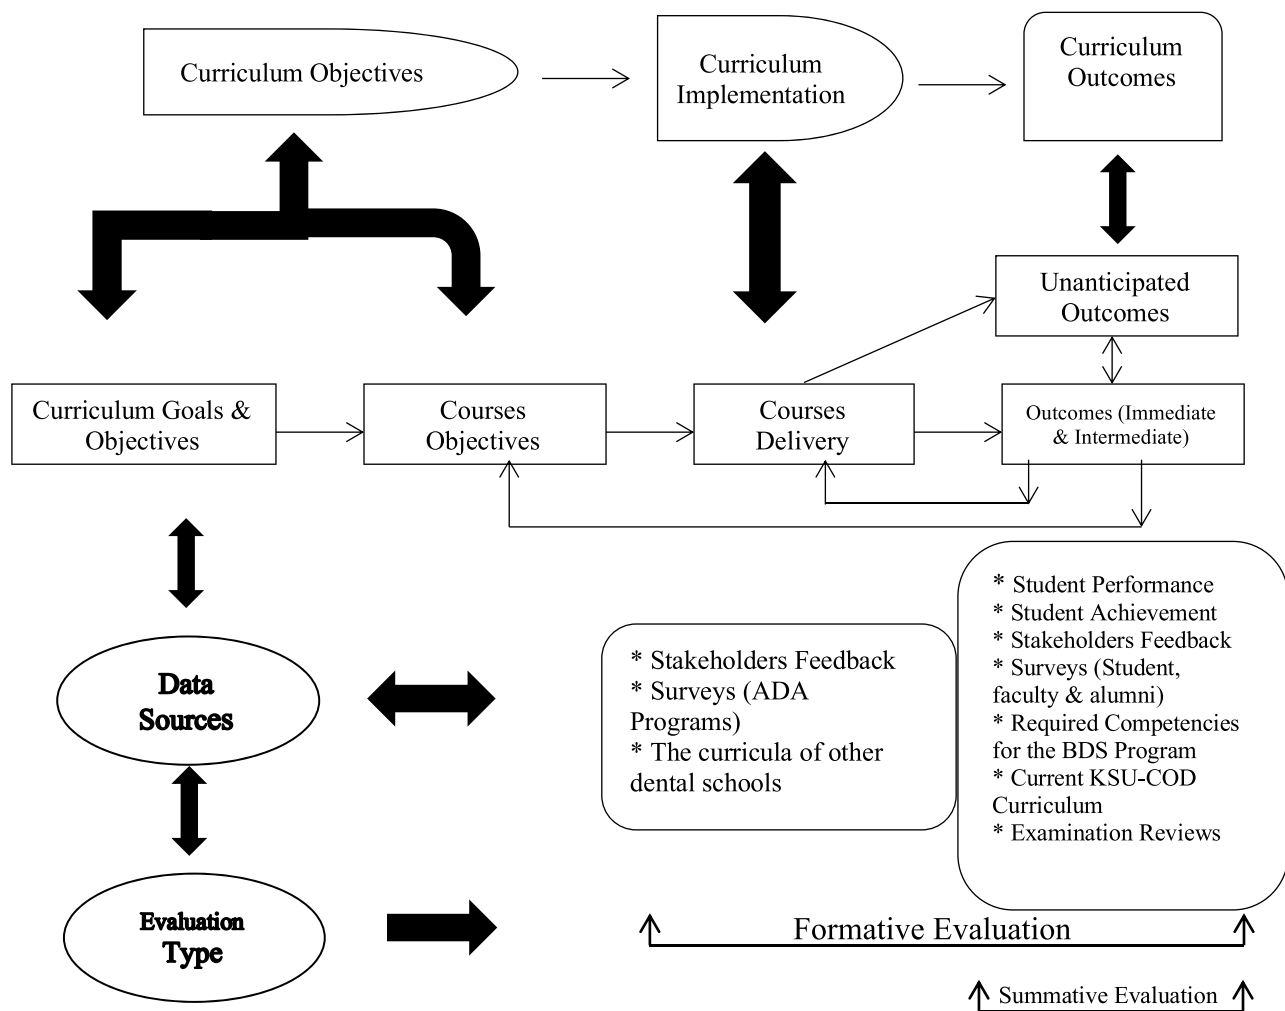 Curriculum Objectives
Curriculum
Implementation
Curriculum
Outcomes
Unanticipated
Outcomes
Curriculum Goals &
Objectives
Courses
Objectives
Courses
Delivery
Outcomes (Immediate
& Intermediate)
Data
Sources
* Stakeholders Feedback
* Surveys (ADA
Programs)
* The curricula of other
dental schools
* Student Performance
* Student Achievement
* Stakeholders Feedback
* Surveys (Student,
faculty & alumni)
* Required Competencies
for the BDS Program
* Current KSU-COD
Curriculum
* Examination Reviews
Evaluation
Type
Formative Evaluation
Summative Evaluation